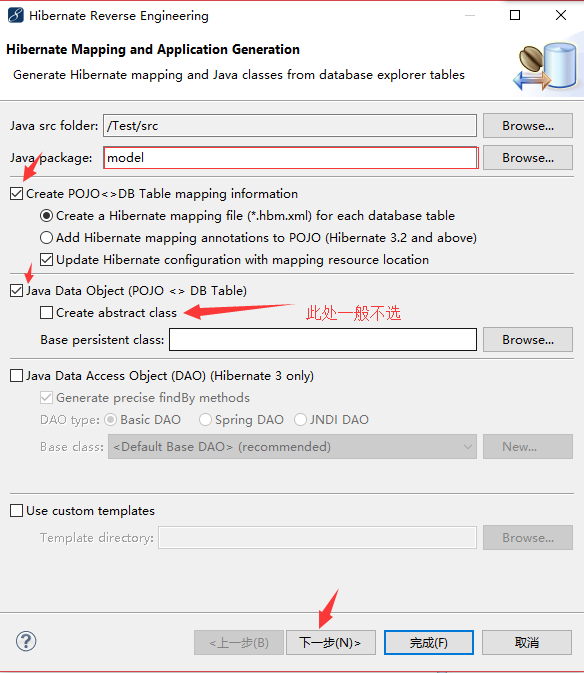 Hibernate Reverse Engineering
Hibernate Mapping and Application Generation
Generate Hibernate mapping and Java classes from database explorer tables
Java src folder: /Test/src Browse...
Java package: model Browse...
Create POJO<>DB Table mapping information
Create a Hibernate mapping file (*.hbm.xml) for each database table
Add Hibernate mapping annotations to POJO (Hibernate 3.2 and above)
Update Hibernate configuration with mapping resource location
Java Data Object (POJO <> DB Table)
Create abstract class 此处一般不选
Base persistent class: Browse...
Java Data Access Object (DAO) (Hibernate 3 only)
Generate precise findBy methods
DAO type: Basic DAO Spring DAO JNDI DAO
Base class: <Default Base DAO> (recommended) New...
Use custom templates
Template directory: Browse...
? <上一步(B) 下一步(N)> 完成(F) 取消